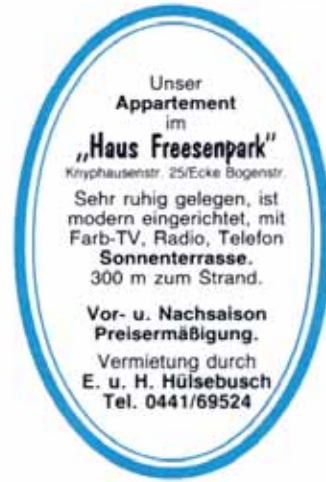 Unser
Appartement
im
„Haus Freesenpark"
Knyphausenstr. 25/Ecke Bogenstr.
Sehr ruhig gelegen, ist
modern eingerichtet, mit
Farb-TV, Radio, Telefon
Sonnenterrasse.
300 m zum Strand.
Vor- u. Nachsaison
Preisermäßigung.
Vermietung durch
E. u. H. Hülsebusch
Tel. 0441/69524